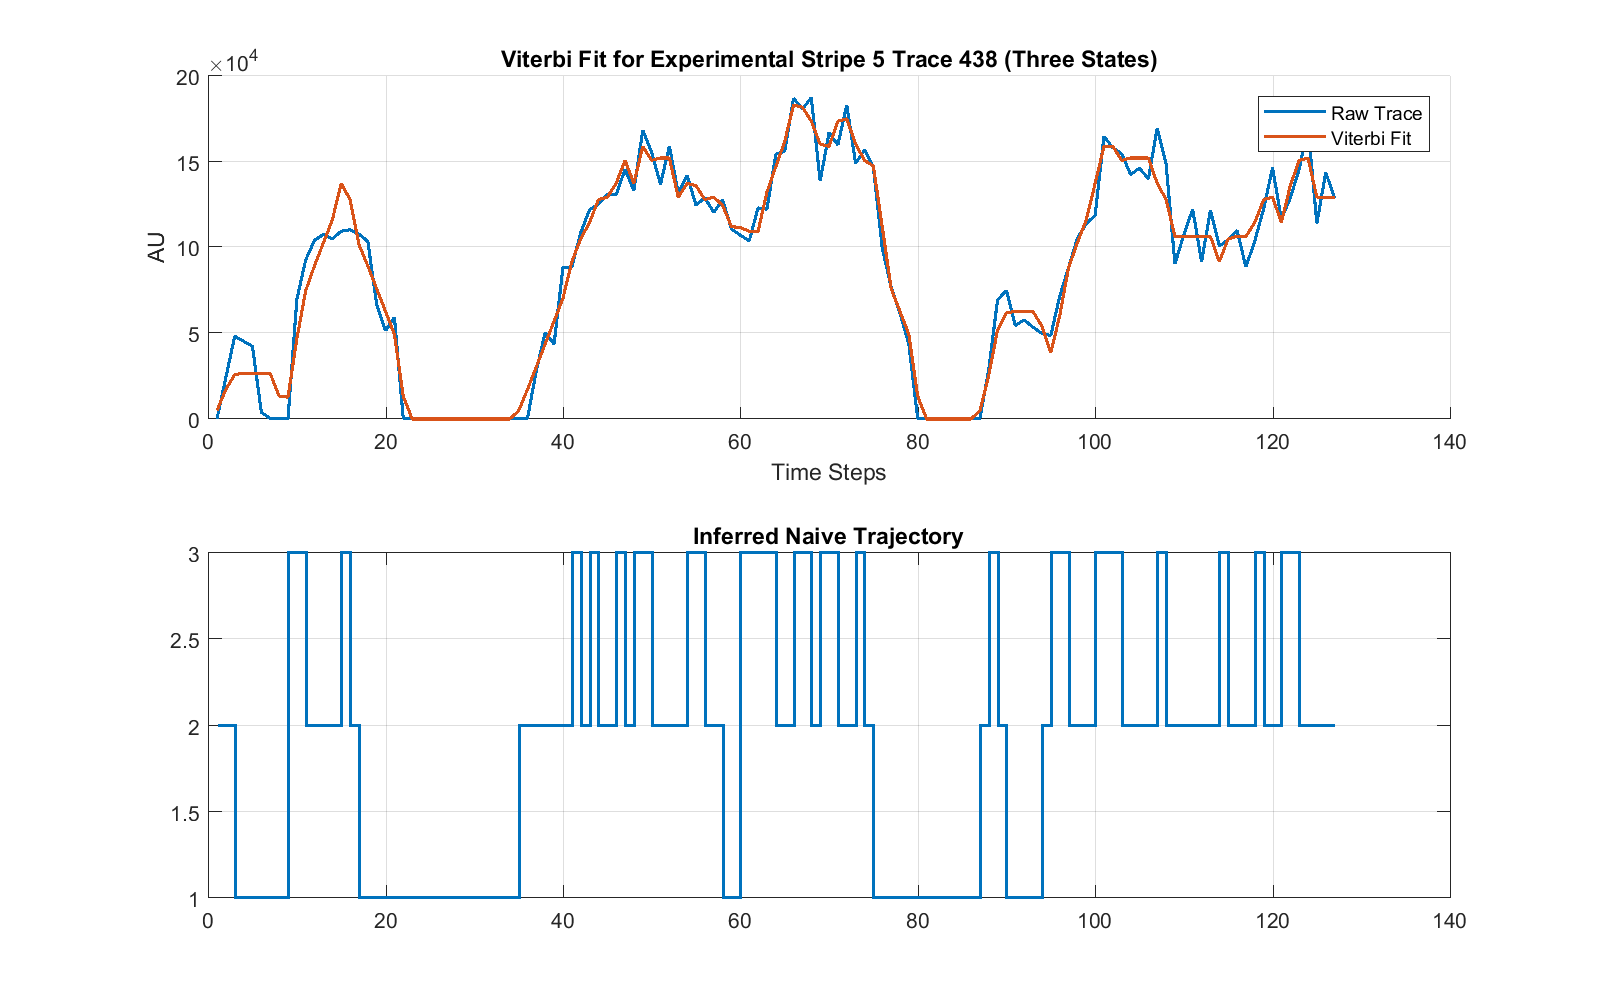 Viterbi Fit for Experimental Stripe 5 Trace 438 (Three States)
×10⁴
20
15
10
5
0
AU
Raw Trace
Viterbi Fit
0 20 40 60 80 100 120 140
Time Steps
Inferred Naive Trajectory
3
2.5
2
1.5
1
0 20 40 60 80 100 120 140